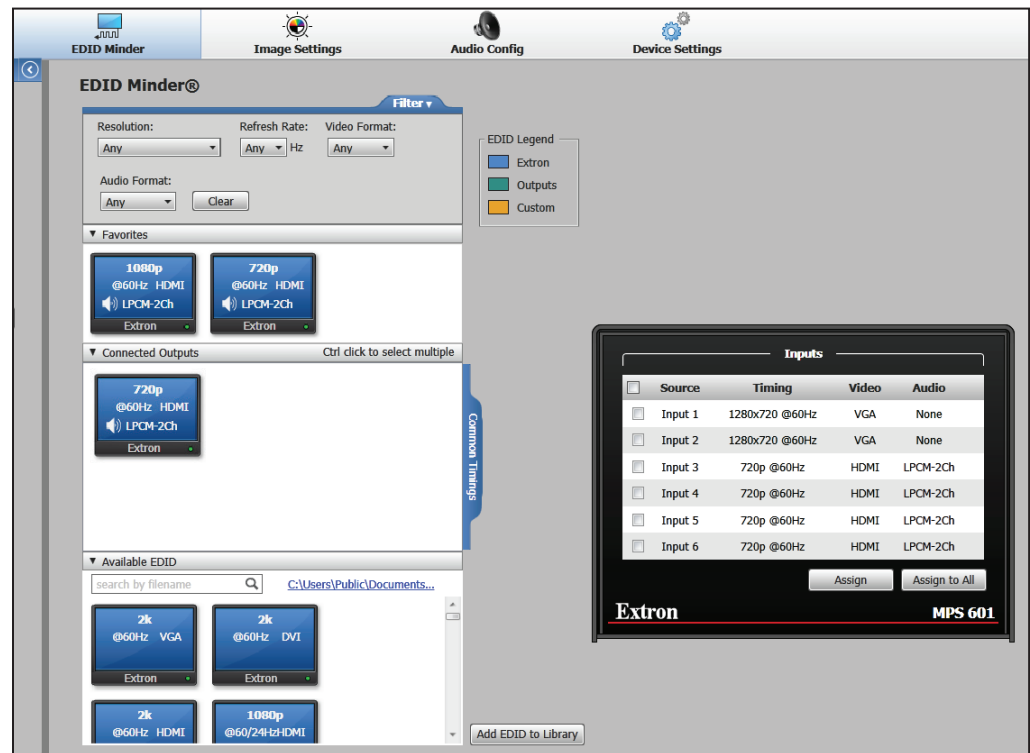 EDID Minder
Image Settings
Audio Config
Device Settings
EDID Minder®
Filter
Resolution:
Refresh Rate:
Video Format:
Any
Any
Hz
Any
Audio Format:
Any
Clear
EDID Legend
Extron
Outputs
Custom
Favorites
1080p
@60Hz HDMI
LPCM-2Ch
Extron
720p
@60Hz HDMI
LPCM-2Ch
Extron
Connected Outputs
Ctrl click to select multiple
720p
@60Hz HDMI
LPCM-2Ch
Extron
Common Timings
Available EDID
search by filename
C:\Users\Public\Documents...
2k
@60Hz VGA
Extron
2k
@60Hz DVI
Extron
2k
@60Hz HDMI
1080p
@60/24HzHDMI
Add EDID to Library
Inputs
Source Timing Video Audio
Input 1 1280x720 @60Hz VGA None
Input 2 1280x720 @60Hz VGA None
Input 3 720p @60Hz HDMI LPCM-2Ch
Input 4 720p @60Hz HDMI LPCM-2Ch
Input 5 720p @60Hz HDMI LPCM-2Ch
Input 6 720p @60Hz HDMI LPCM-2Ch
Assign
Assign to All
Extron
MPS 601